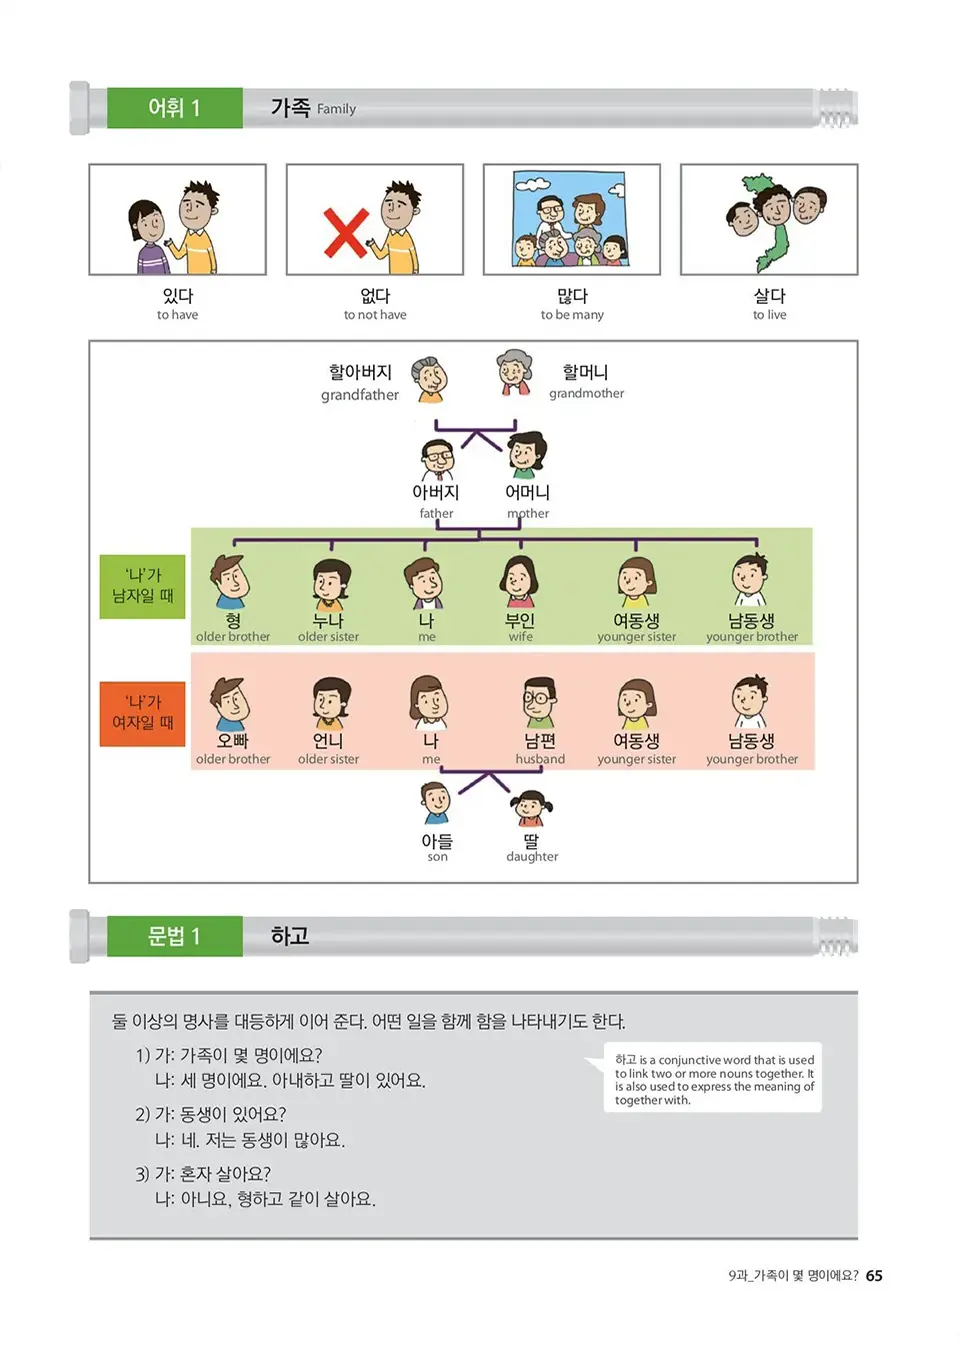 어휘 1 가족 Family
있다 없다 많다 살다
to have to not have to be many to live
할아버지 할머니
grandfather grandmother
아버지 어머니
father mother
‘나’가
남자일 때
형 누나 나 부인 여동생 남동생
older brother older sister me wife younger sister younger brother
‘나’가
여자일 때
오빠 언니 나 남편 여동생 남동생
older brother older sister me husband younger sister younger brother
아들 딸
son daughter
문법 1 하고
둘 이상의 명사를 대등하게 이어 준다. 어떤 일을 함께 함을 나타내기도 한다.
1) 가: 가족이 몇 명이에요?
나: 세 명이에요. 아내하고 딸이 있어요.
2) 가: 동생이 있어요?
나: 네. 저는 동생이 많아요.
3) 가: 혼자 살아요?
나: 아니요, 형하고 같이 살아요.
하고 is a conjunctive word that is used
to link two or more nouns together. It
is also used to express the meaning of
together with.
9과_가족이 몇 명이에요? 65